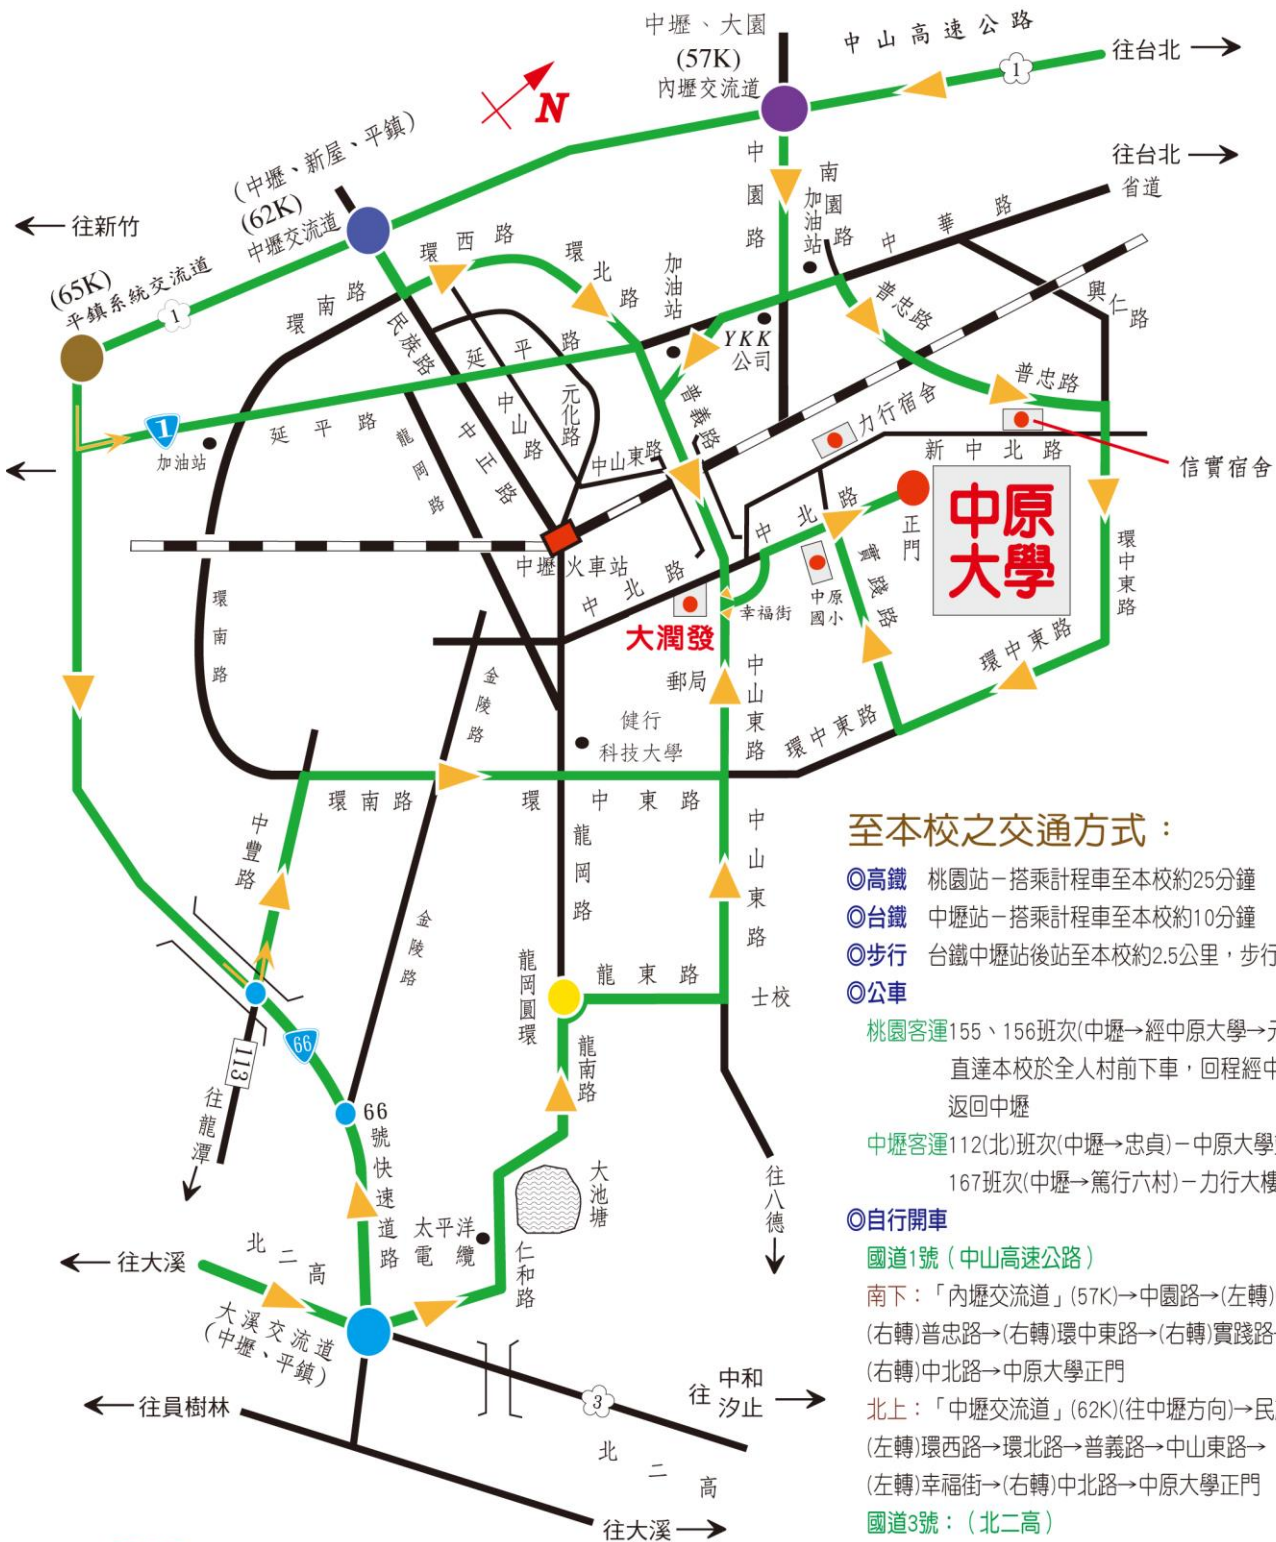 中壢、大園
(57K)
內壢交流道
中山高速公路
1
往台北
N
往台北
省道
(中壢、新屋、平鎮)
(62K)
中壢交流道
往新竹
(65K)
平鎮系統交流道
1
環西路
環北路
加油站
中園路
南園路
加油站
中華路
普忠路
興仁路
環南路
民族路
延平路
YKK
公司
普忠路
1
延平路
加油站
龍岡路
中正路
中山路
元化路
中山東路
普義路
力行宿舍
新中北路
信實宿舍
中原
大學
正門
中北路
中壢火車站
中北路
實踐路
中原
國小
幸福街
大潤發
環中東路
環南路
金陵路
郵局
中山東路
環中東路
環中東路
健行
科技大學
環南路
環中東路
中豐路
龍岡路
中山東路
金陵路
龍岡圓環
龍東路
士校
66
113
往龍潭
龍南路
66號快速道路
大池塘
太平洋
電纜
仁和路
往八德
往大溪
北二高
大溪交流道
(中壢、平鎮)
往員樹林
3
往
中和
汐止
北二高
往大溪
至本校之交通方式：
◎高鐵 桃園站－搭乘計程車至本校約25分鐘
◎台鐵 中壢站－搭乘計程車至本校約10分鐘
◎步行 台鐵中壢站後站至本校約2.5公里，步行
◎公車
桃園客運155、156班次(中壢→經中原大學→
直達本校於全人村前下車，回程經中
返回中壢
中壢客運112(北)班次(中壢→忠貞)－中原大學
167班次(中壢→篤行六村)－力行大樓
◎自行開車
國道1號（中山高速公路）
南下：「內壢交流道」(57K)→中園路→(左轉)
(右轉)普忠路→(右轉)環中東路→(右轉)實踐路
(右轉)中北路→中原大學正門
北上：「中壢交流道」(62K)(往中壢方向)→民
(左轉)環西路→環北路→普義路→中山東路→
(左轉)幸福街→(右轉)中北路→中原大學正門
國道3號：（北二高）